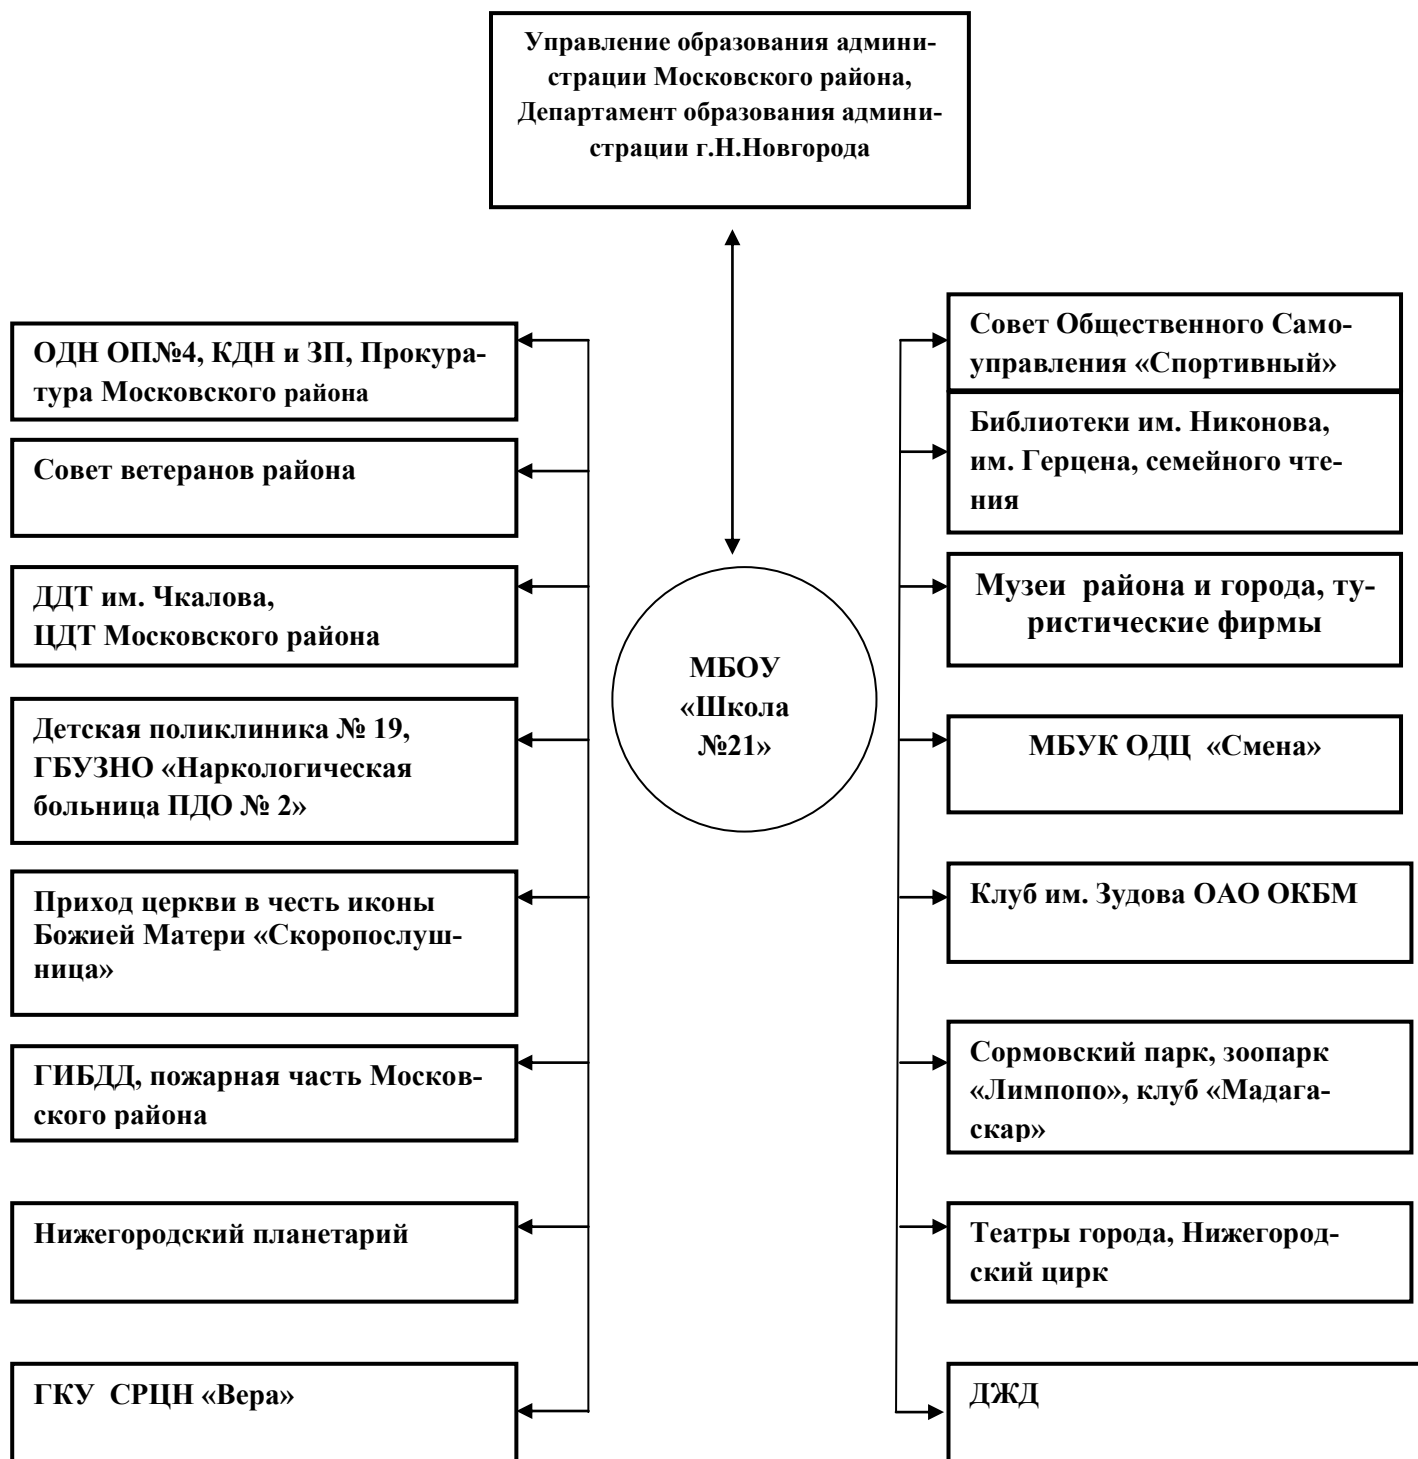 Управление образования админи-
страции Московского района,
Департамент образования админи-
страции г.Н.Новгорода
ОДН ОП№4, КДН и ЗП, Прокура-
тура Московского района
Совет ветеранов района
ДДТ им. Чкалова,
ЦДТ Московского района
Детская поликлиника № 19,
ГБУЗНО «Наркологическая
больница ПДО № 2»
Приход церкви в честь иконы
Божией Матери «Скоропослуш-
ница»
ГИБДД, пожарная часть Москов-
ского района
Нижегородский планетарий
ГКУ СРЦН «Вера»
МБОУ
«Школа
№21»
Совет Общественного Само-
управления «Спортивный»
Библиотеки им. Никонова,
им. Герцена, семейного чте-
ния
Музеи района и города, ту-
ристические фирмы
МБУК ОДЦ «Смена»
Клуб им. Зудова ОАО ОКБМ
Сормовский парк, зоопарк
«Лимпопо», клуб «Мадага-
скар»
Театры города, Нижегород-
ский цирк
ДЖД